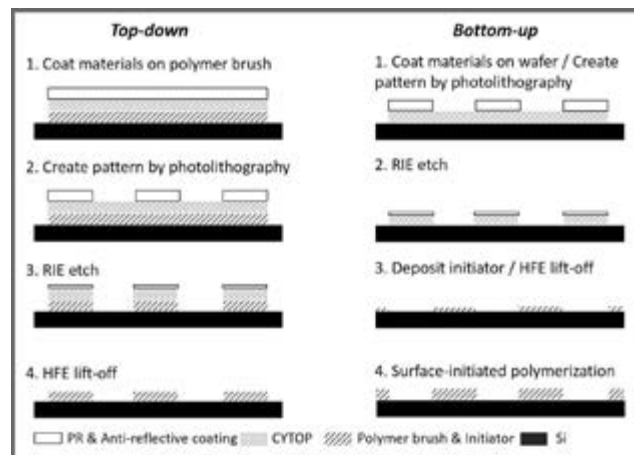 Top-down
1. Coat materials on polymer brush
2. Create pattern by photolithography
3. RIE etch
4. HFE lift-off
Bottom-up
1. Coat materials on wafer / Create
pattern by photolithography
2. RIE etch
3. Deposit initiator / HFE lift-off
4. Surface-initiated polymerization
PR & Anti-reflective coating CYTOP Polymer brush & Initiator Si